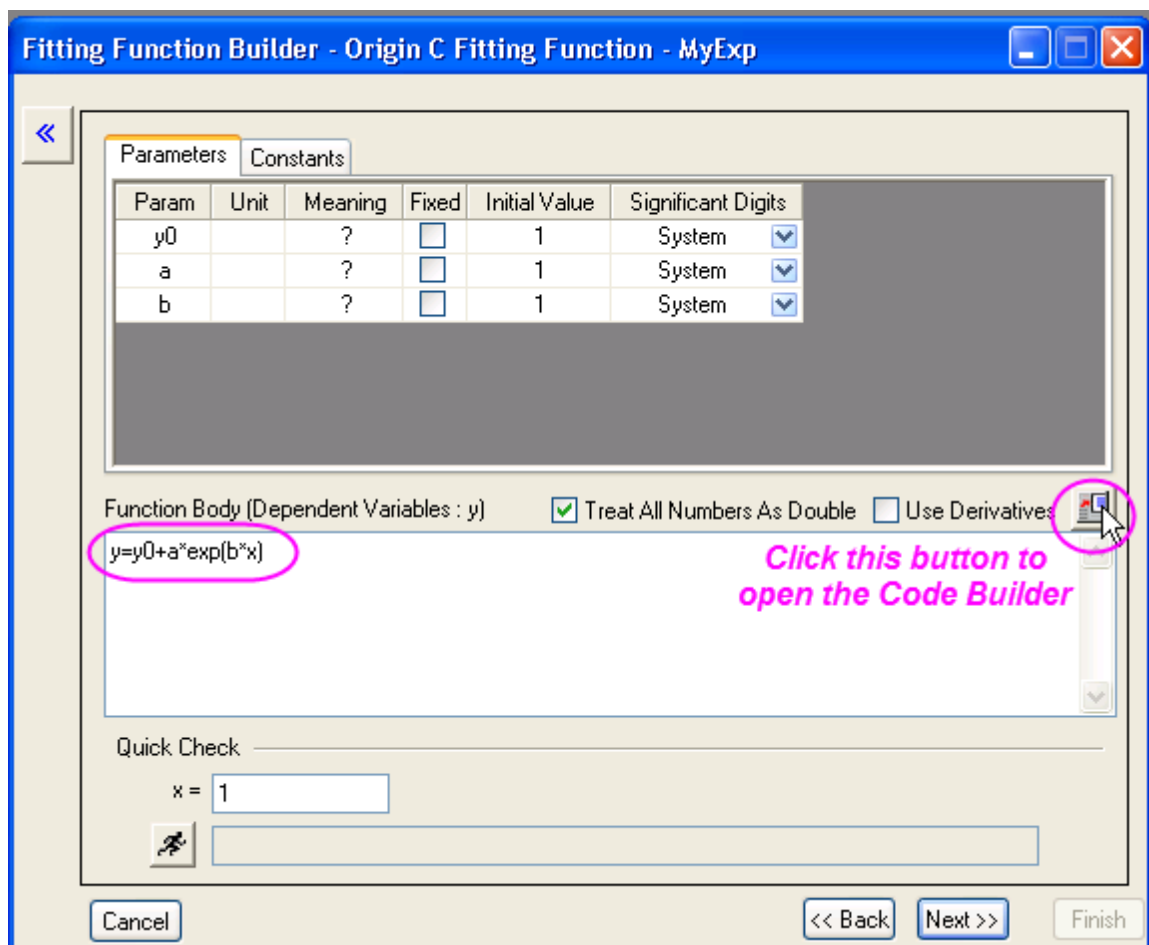 Fitting Function Builder - Origin C Fitting Function - MyExp
«
Parameters Constants
Param Unit Meaning Fixed Initial Value Significant Digits
y0 ? 1 System
a ? 1 System
b ? 1 System
Function Body (Dependent Variables : y) Treat All Numbers As Double Use Derivatives
y=y0+a*exp(b*x)
Click this button to
open the Code Builder
Quick Check
x = 1
Cancel << Back Next >> Finish